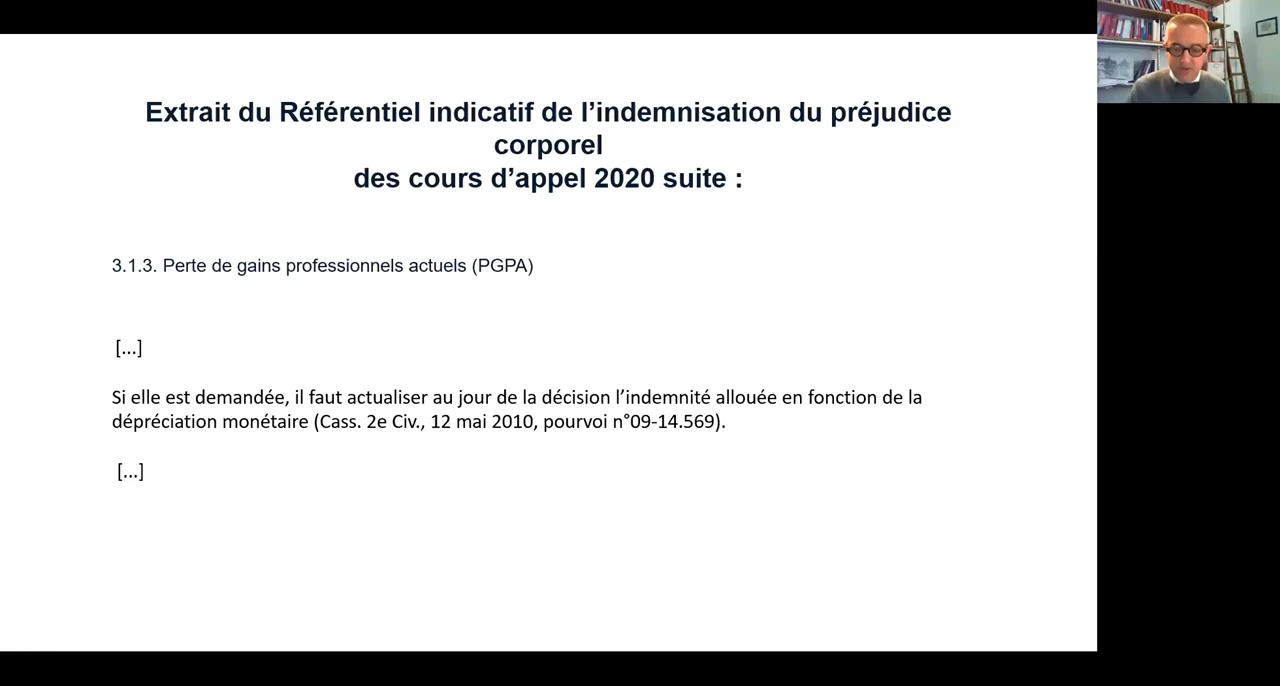 Extrait du Référentiel indicatif de l’indemnisation du préjudice
corporel
des cours d’appel 2020 suite :
3.1.3. Perte de gains professionnels actuels (PGPA)
[...]
Si elle est demandée, il faut actualiser au jour de la décision l’indemnité allouée en fonction de la
dépréciation monétaire (Cass. 2e Civ., 12 mai 2010, pourvoi n°09-14.569).
[...]